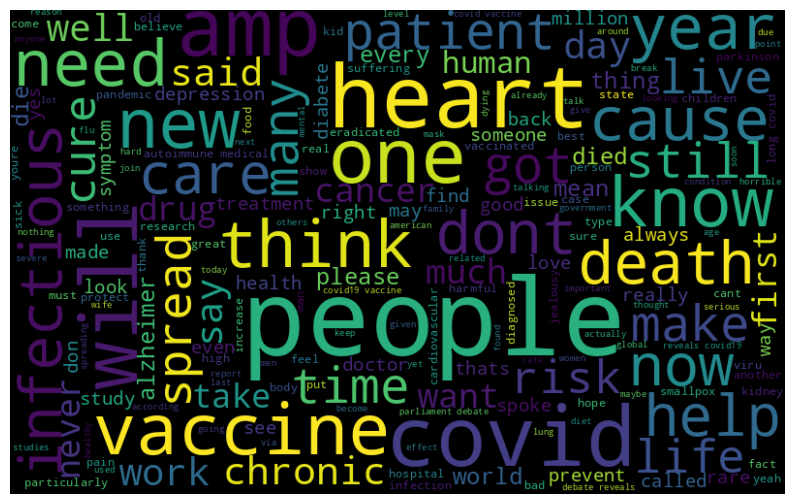 come
reason
anyone
well
old
believe
need
amp
said
patient
kid
level
covid vaccine
suffering
every
human
around
million
day
thing
year
due
point
parkinson
live
die
yes
pandemic
depression
cure
symptom
flu
new
many
food
state
looking
children
heart
diabete
eradicated
mask
real
dying
already
talk
give
someone
back
best
vaccinated
break
cause
long covid
youre
sick
infectious
hard
join
autoimmune medical
next
mental
show
one
talking
person
died
still
soon
condition
horrible
care
cancer
got
mean
case
government
something
nothing
severe
will
drug
treatment
research
issue
good
find
may
right
others
family
american
know
type
sure
age
made
use
thank
great
think
dont
always
look
must
protect
wife
spread
say
today
health
please
much
love
related
death
first
really
cant
way
thought
serious
don
never
alzheimer
even
increase
covid19 vaccine
man
harmful
people
cardiovascular
diagnosed
jealousy
important
actually
make
spreading
study
high
feel
keep
men
given
doctor
thats
yet
found
women
global
reveals covid19
viru
another
maybe
now
report
last
body
put
time
want
risk
rate
spoke
hope
smallpox
kidney
take
see
according
become
parliament debate
vaccine
covid
help
life
healthy
studies
pain
used
going
via
effect
lung
diet
work
chronic
world
prevent
called
rare
fact
yeah
particularly
hospital
infection
bad
debate reveals